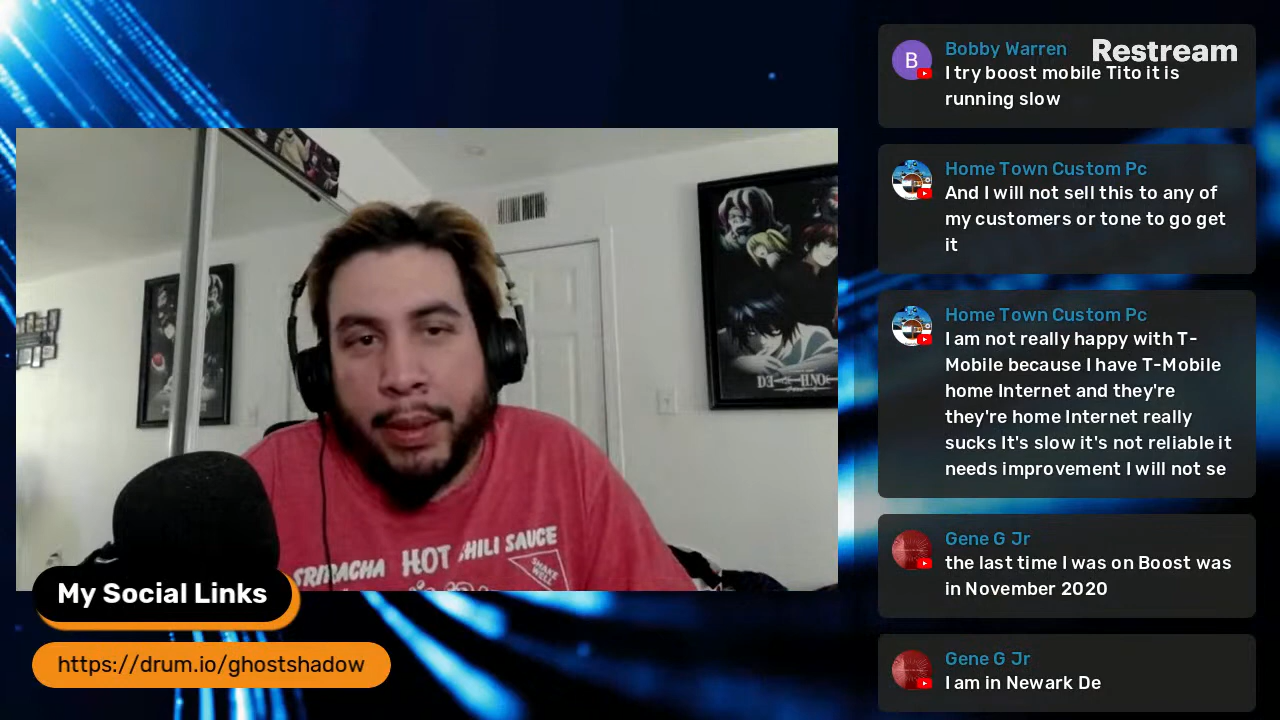 Restream
Bobby Warren
I try boost mobile Tito it is
running slow
Home Town Custom Pc
And I will not sell this to any of
my customers or tone to go get
it
Home Town Custom Pc
I am not really happy with T-
Mobile because I have T-Mobile
home Internet and they're
they're home Internet really
sucks It's slow it's not reliable it
needs improvement I will not se
Gene G Jr
the last time I was on Boost was
in November 2020
Gene G Jr
I am in Newark De
SRIRACHA HOT CHILI SAUCE
SHAKE
WELL
My Social Links
https://drum.io/ghostshadow
B